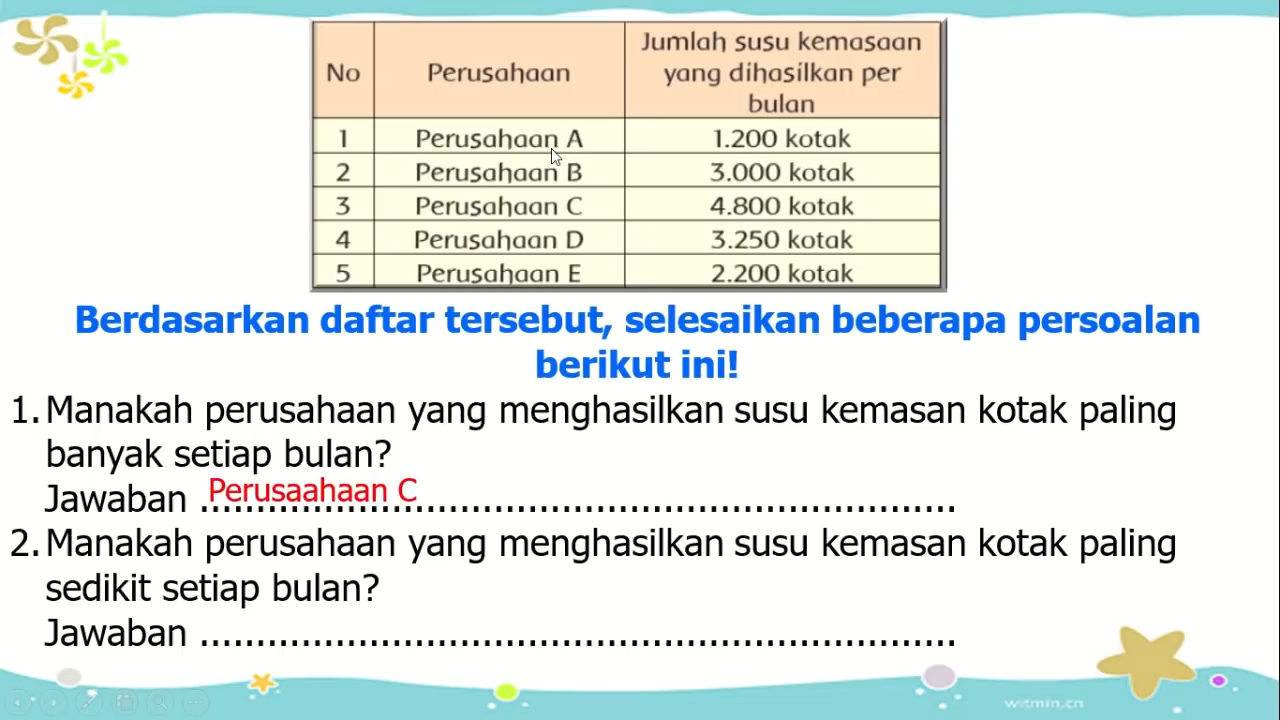 No Perusahaan Jumlah susu kemasaan
yang dihasilkan per
bulan
1 Perusahaan A 1.200 kotak
2 Perusahaan B 3.000 kotak
3 Perusahaan C 4.800 kotak
4 Perusahaan D 3.250 kotak
5 Perusahaan E 2.200 kotak
Berdasarkan daftar tersebut, selesaikan beberapa persoalan
berikut ini!
1. Manakah perusahaan yang menghasilkan susu kemasan kotak paling
banyak setiap bulan?
Jawaban Perusaahaan C ....................................................................
2. Manakah perusahaan yang menghasilkan susu kemasan kotak paling
sedikit setiap bulan?
Jawaban ....................................................................
witmin.cn